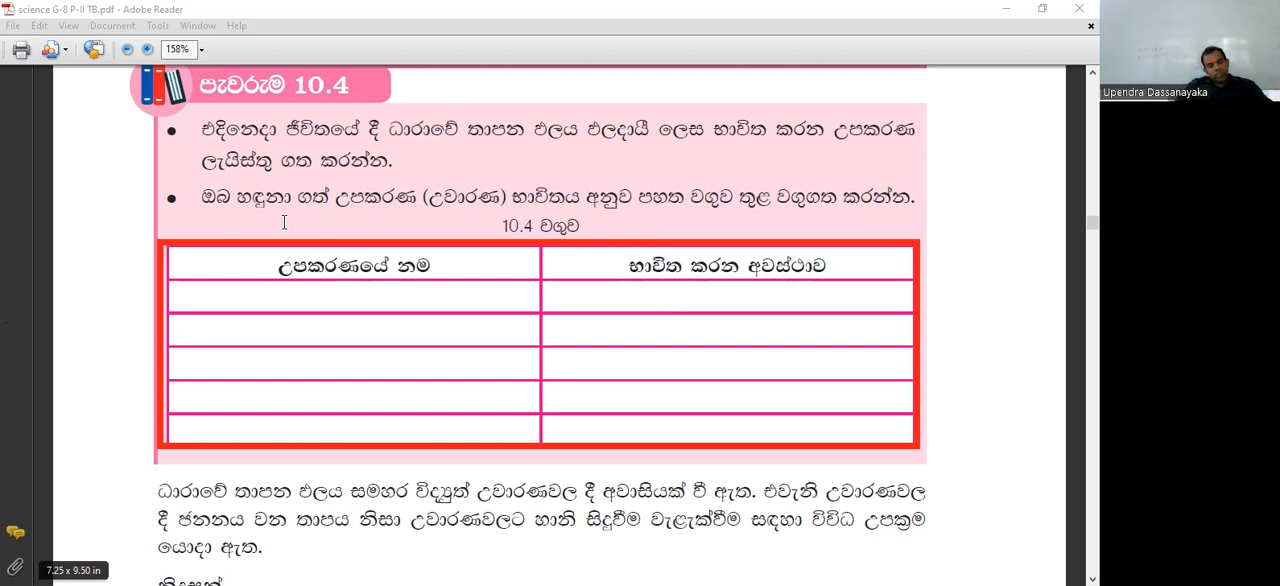 science G-8 P-II TB.pdf - Adobe Reader
File Edit View Document Tools Window Help
158%
Upendra Dassanayaka
පැවරුම 10.4
● එදිනෙදා ජීවිතයේ දී ධාරාවේ තාපන ඵලය ඵලදායී ලෙස භාවිත කරන උපකරණ
ලැයිස්තු ගත කරන්න.
● ඔබ හඳුනා ගත් උපකරණ (උවාරණ) භාවිතය අනුව පහත වගුව තුළ වගුගත කරන්න.
10.4 වගුව
උපකරණයේ නම භාවිත කරන අවස්ථාව
ධාරාවේ තාපන ඵලය සමහර විද්‍යුත් උවාරණවල දී අවාසියක් වී ඇත. එවැනි උවාරණවල
දී ජනනය වන තාපය නිසා උවාරණවලට හානි සිදුවීම වැළැක්වීම සඳහා විවිධ උපක්‍රම
යොදා ඇත.
7.25 x 9.50 in